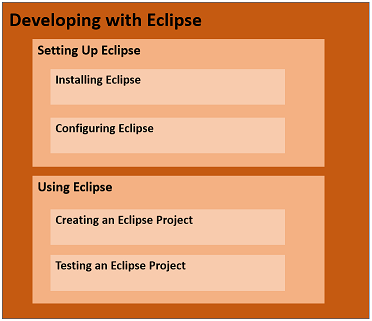 Developing with Eclipse
Setting Up Eclipse
Installing Eclipse
Configuring Eclipse
Using Eclipse
Creating an Eclipse Project
Testing an Eclipse Project